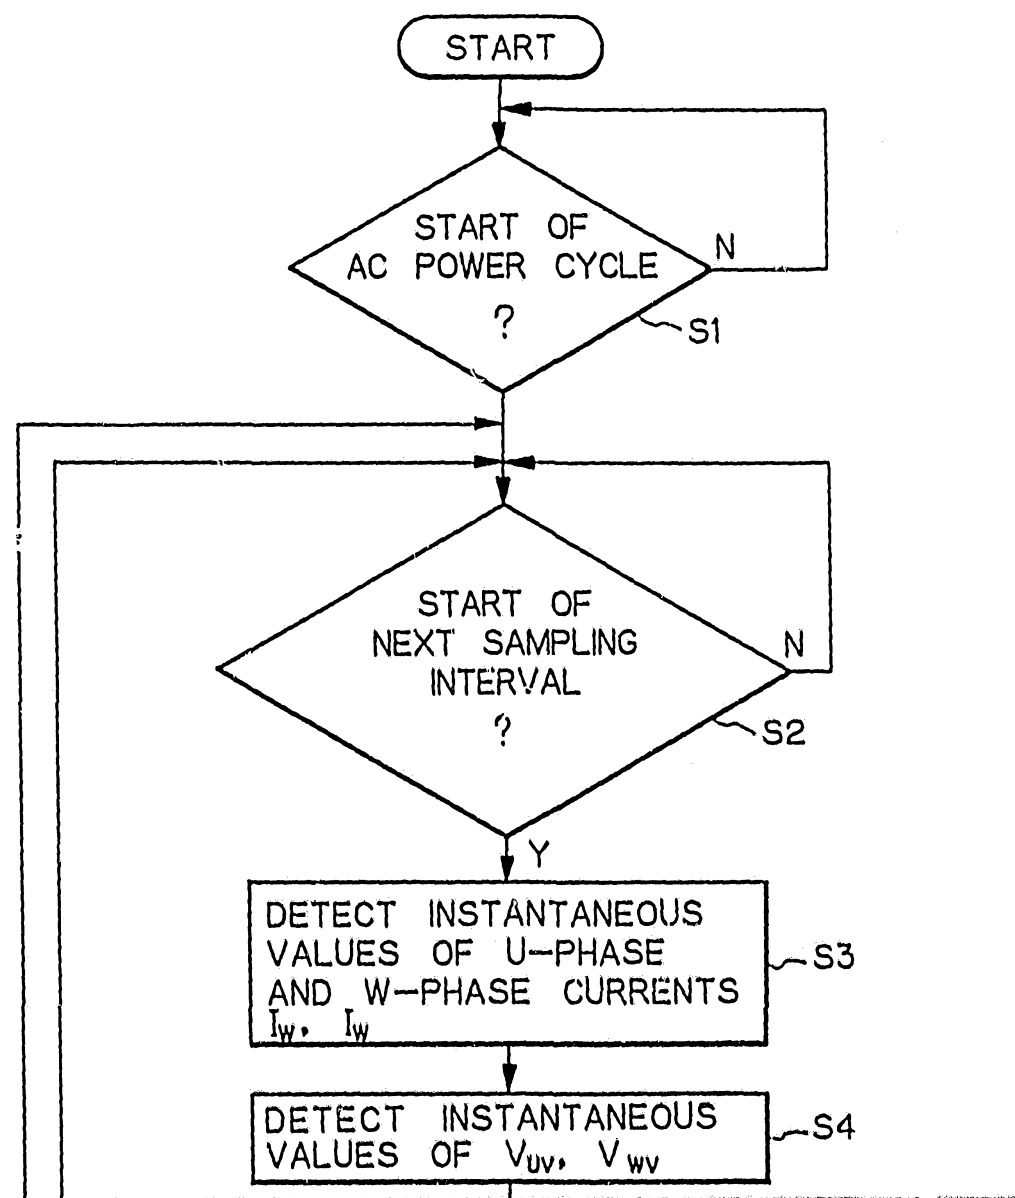 START
START OF
AC POWER CYCLE
?
N
S1
START OF
NEXT SAMPLING
INTERVAL
?
N
S2
Y
DETECT INSTANTANEOUS
VALUES OF U-PHASE
AND W-PHASE CURRENTS
IW, IW
S3
DETECT INSTANTANEOUS
VALUES OF VUV, VWV
S4